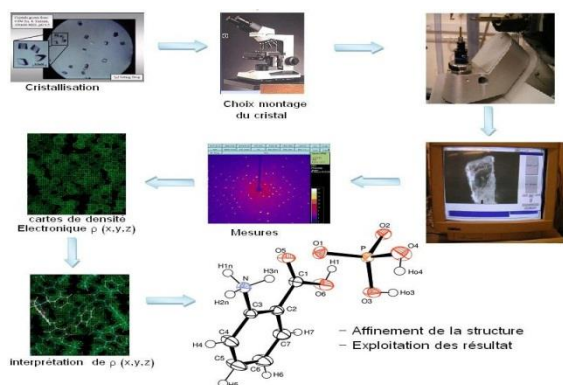 Cristallisation
Choix montage
du cristal
cartes de densité
Electronique ρ (x,y,z)
Mesures
interprétation de ρ (x,y,z)
– Affinement de la structure
– Exploitation des résultat
O5
O1
O2
P
O4
H1
Ho4
O3
Ho3
O6
C1
H1n
N
H3n
H2n
C3
C2
C4
H4
C7
H7
C5
C6
H5
H6